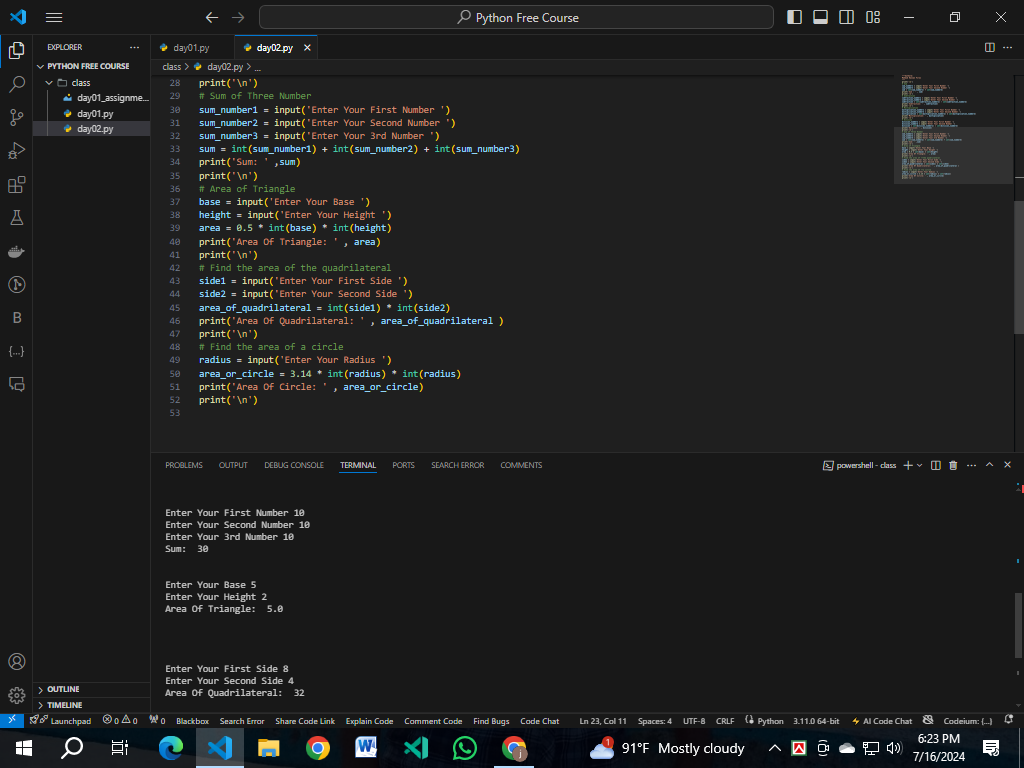 Python Free Course
EXPLORER
PYTHON FREE COURSE
class
day01_assignme...
day01.py
day02.py
OUTLINE
TIMELINE
day01.py
day02.py
class > day02.py > ...
28 print('\n')
29 # Sum of Three Number
30 sum_number1 = input('Enter Your First Number ')
31 sum_number2 = input('Enter Your Second Number ')
32 sum_number3 = input('Enter Your 3rd Number ')
33 sum = int(sum_number1) + int(sum_number2) + int(sum_number3)
34 print('Sum: ' ,sum)
35 print('\n')
36 # Area of Triangle
37 base = input('Enter Your Base ')
38 height = input('Enter Your Height ')
39 area = 0.5 * int(base) * int(height)
40 print('Area Of Triangle: ' , area)
41 print('\n')
42 # Find the area of the quadrilateral
43 side1 = input('Enter Your First Side ')
44 side2 = input('Enter Your Second Side ')
45 area_of_quadrilateral = int(side1) * int(side2)
46 print('Area Of Quadrilateral: ' , area_of_quadrilateral )
47 print('\n')
48 # Find the area of a circle
49 radius = input('Enter Your Radius ')
50 area_or_circle = 3.14 * int(radius) * int(radius)
51 print('Area Of Circle: ' , area_or_circle)
52 print('\n')
53
PROBLEMS OUTPUT DEBUG CONSOLE TERMINAL PORTS SEARCH ERROR COMMENTS
powershell - class
Enter Your First Number 10
Enter Your Second Number 10
Enter Your 3rd Number 10
Sum:  30
Enter Your Base 5
Enter Your Height 2
Area Of Triangle:  5.0
Enter Your First Side 8
Enter Your Second Side 4
Area Of Quadrilateral:  32
Launchpad 0 0 0 Blackbox Search Error Share Code Link Explain Code Comment Code Find Bugs Code Chat Ln 23, Col 11 Spaces: 4 UTF-8 CRLF Python 3.11.0 64-bit AI Code Chat Codeium: {...}
1 91°F Mostly cloudy
6:23 PM
7/16/2024